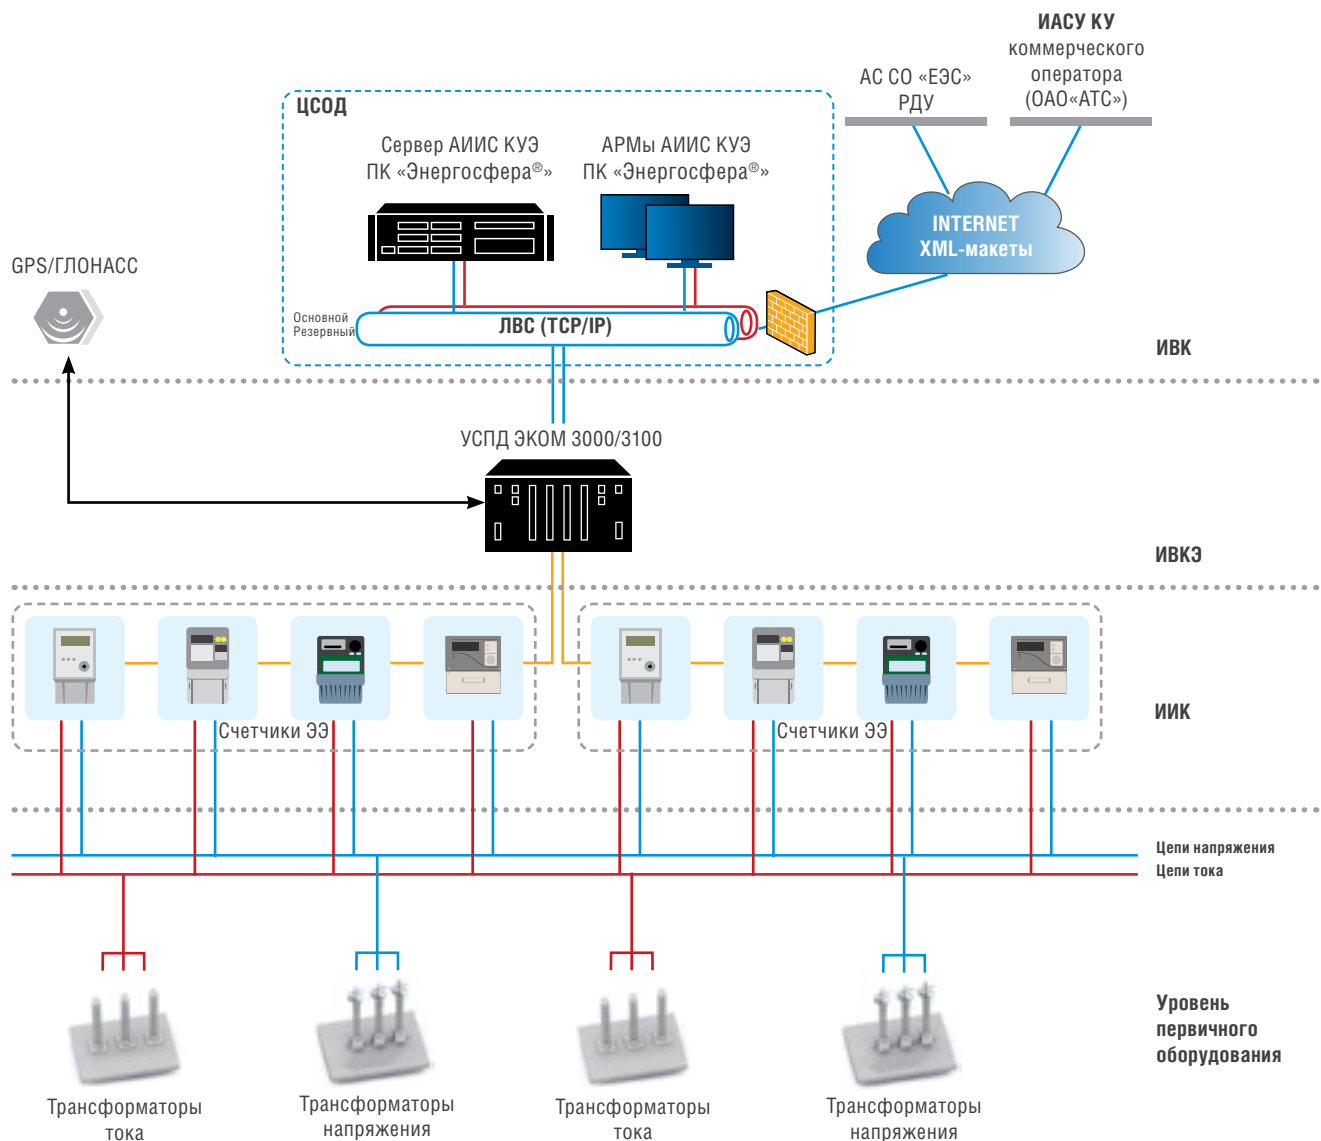 ИАСУ КУ
коммерческого
оператора
(ОАО«АТС»)
АС СО «ЕЭС»
РДУ
ЦСОД
Сервер АИИС КУЭ
ПК «Энергосфера®»
АРМы АИИС КУЭ
ПК «Энергосфера®»
INTERNET
XML-макеты
GPS/ГЛОНАСС
Основной
Резервный
ЛВС (TCP/IP)
ИВК
УСПД ЭКОМ 3000/3100
ИВКЭ
Счетчики ЭЭ
Счетчики ЭЭ
ИИК
Цепи напряжения
Цепи тока
Уровень
первичного
оборудования
Трансформаторы
тока
Трансформаторы
напряжения
Трансформаторы
тока
Трансформаторы
напряжения